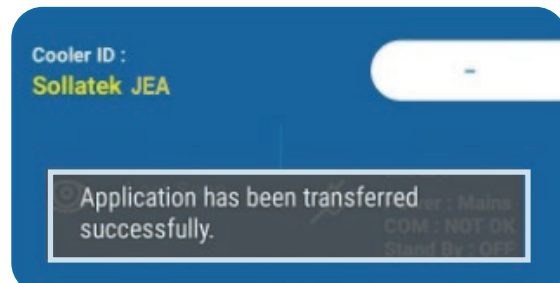 Cooler ID :
Sollatek JEA
-
Application has been transferred
successfully.
COM : NOT OK
Stand By : OFF